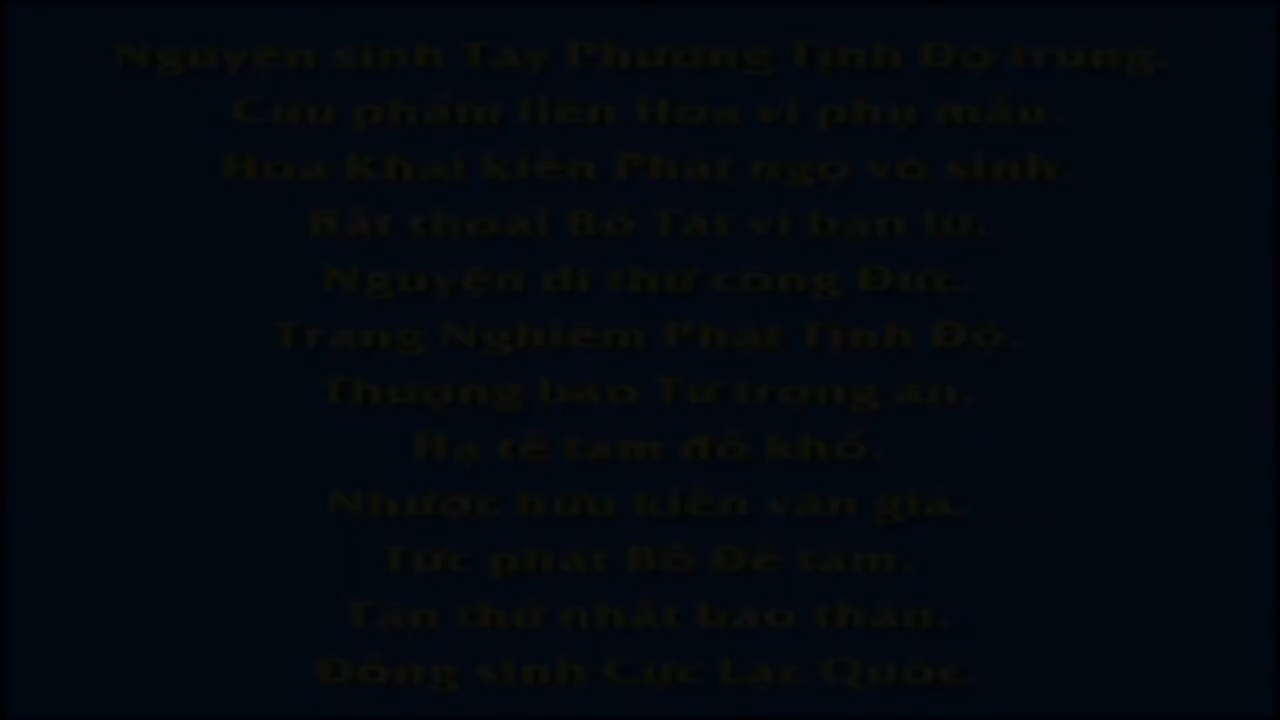 Nguyện sinh Tây Phương Tịnh Độ trung.
Cửu phẩm liên Hoa vi phụ mẫu.
Hoa Khai kiến Phật ngộ vô sinh.
Bất thoái Bồ Tát vi bạn lữ.
Nguyện dĩ thử công Đức.
Trang Nghiêm Phật Tịnh Độ.
Thượng báo Tứ trọng ân.
Hạ tế tam đồ khổ.
Nhược hữu kiến văn giả.
Tức phát Bồ Đề tâm.
Tận thử nhất báo thân.
Đồng sinh Cực Lạc Quốc.